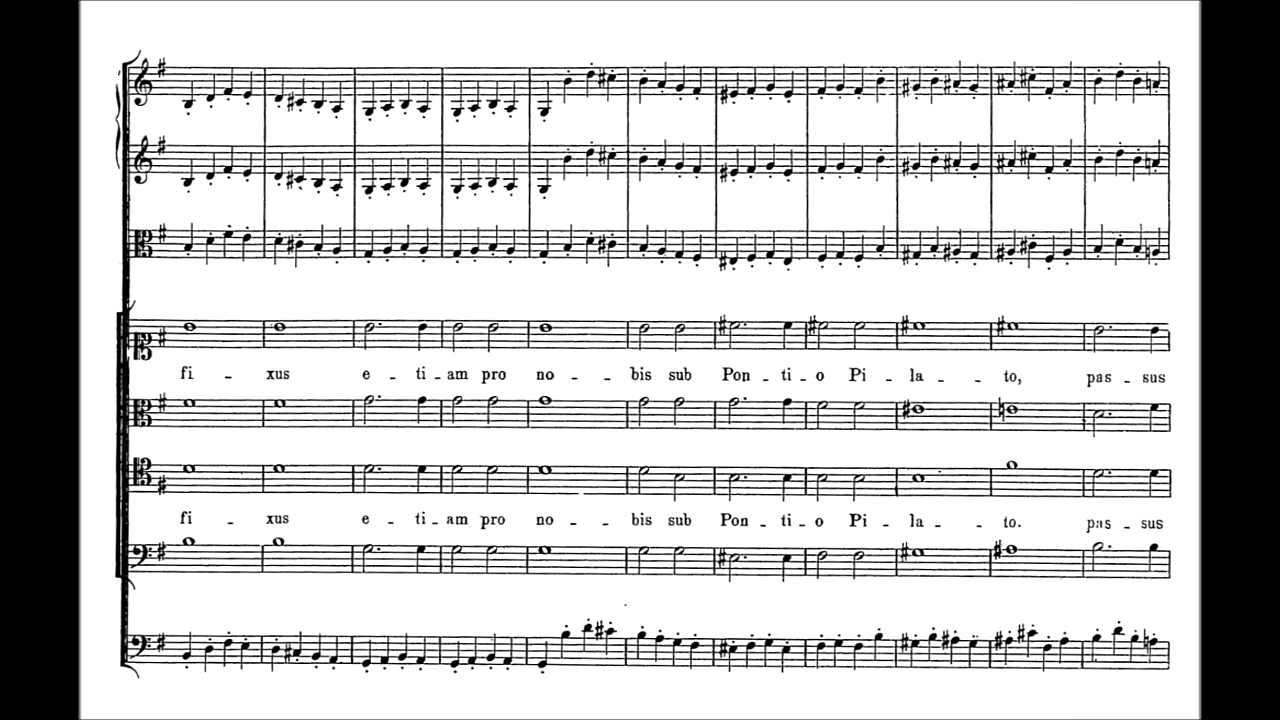 fi - xus e - ti - am pro no - - bis sub Pon - ti - o Pi - la - - to, pas - sus
fi - xus e - ti - am pro no - - bis sub Pon - ti - o Pi - la - - to. pas - sus